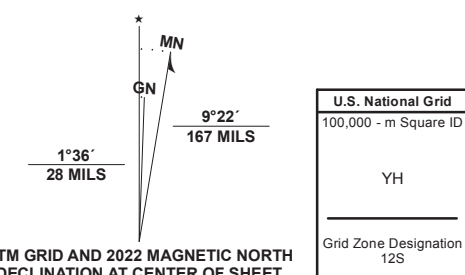 ★
MN
GN
9°22´
167 MILS
1°36´
28 MILS
TM GRID AND 2022 MAGNETIC NORTH
DECLINATION AT CENTER OF SHEET
U.S. National Grid
100,000 - m Square ID
YH
Grid Zone Designation
12S